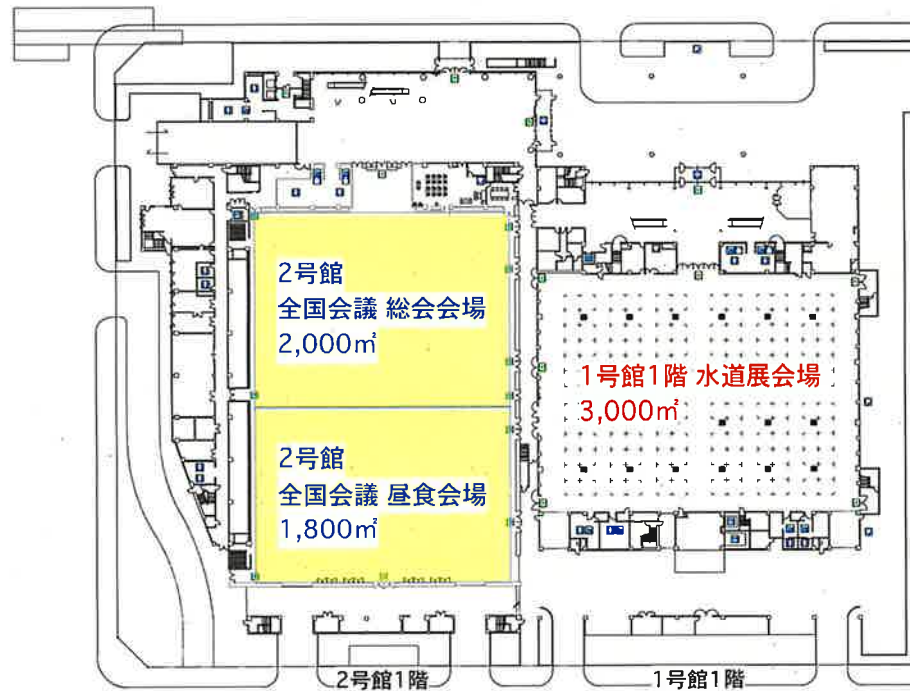 2号館
全国会議 総会会場
2,000㎡
1号館1階 水道展会場
3,000㎡
2号館
全国会議 昼食会場
1,800㎡
2号館1階
1号館1階